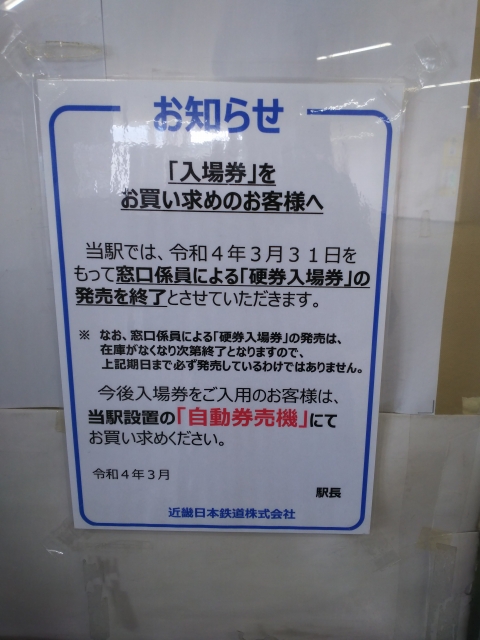 お知らせ
「入場券」を
お買い求めのお客様へ
当駅では、令和４年３月３１日を
もって窓口係員による「硬券入場券」の
発売を終了とさせていただきます。
※ なお、窓口係員による「硬券入場券」の発売は、
在庫がなくなり次第終了となりますので、
上記期日まで必ず発売しているわけではありません。
今後入場券をご入用のお客様は、
当駅設置の「自動券売機」にて
お買い求めください。
令和４年３月
駅長
近畿日本鉄道株式会社